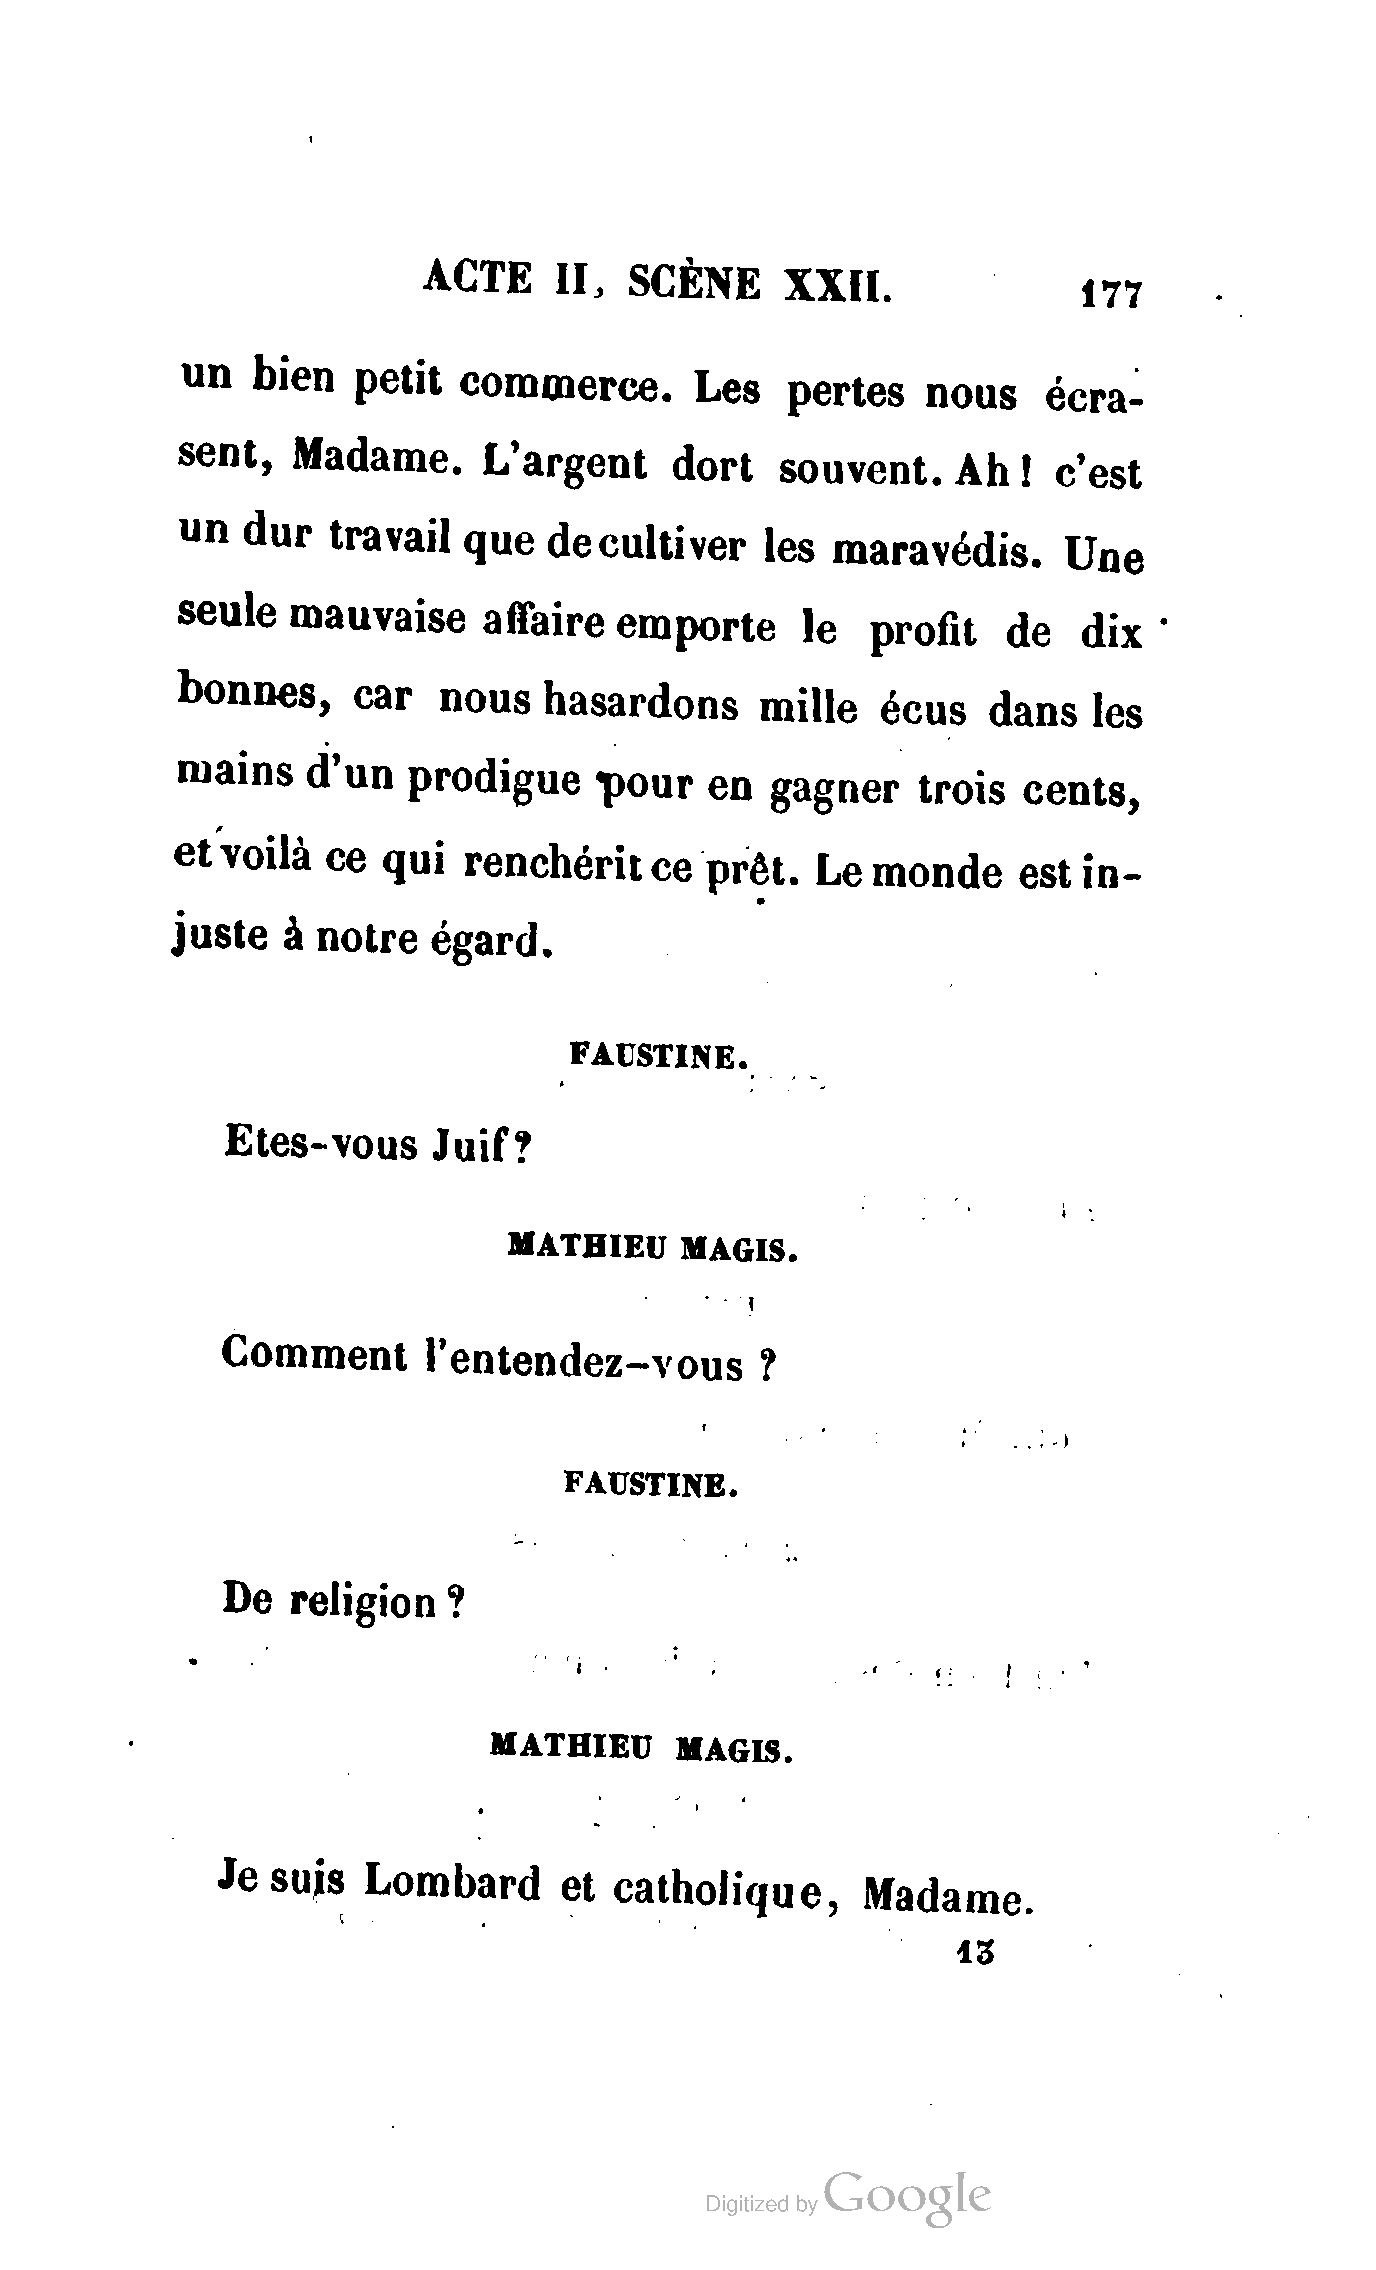 ACTE II, SCÈNE XXII. 177
un bien petit commerce. Les pertes nous écra-
sent, Madame. L'argent dort souvent. Ah ! c'est
un dur travail que de cultiver les maravédis. Une
seule mauvaise affaire emporte le profit de dix
bonnes, car nous hasardons mille écus dans les
mains d'un prodigue pour en gagner trois cents,
et voilà ce qui renchérit ce prêt. Le monde est in-
juste à notre égard.
FAUSTINE.
Etes-vous Juif?
MATHIEU MAGIS.
Comment l'entendez-vous ?
FAUSTINE.
De religion ?
MATHIEU MAGIS.
Je suis Lombard et catholique, Madame.
13
Digitized by Google